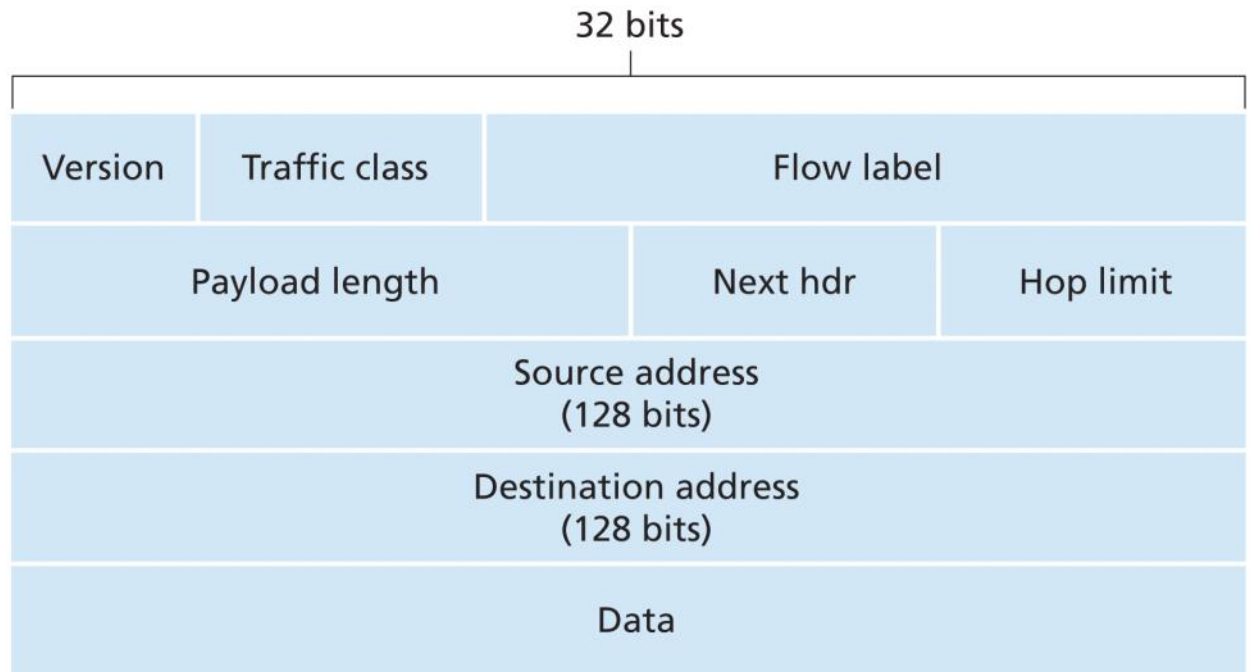 32 bits
Version Traffic class Flow label
Payload length Next hdr Hop limit
Source address
(128 bits)
Destination address
(128 bits)
Data